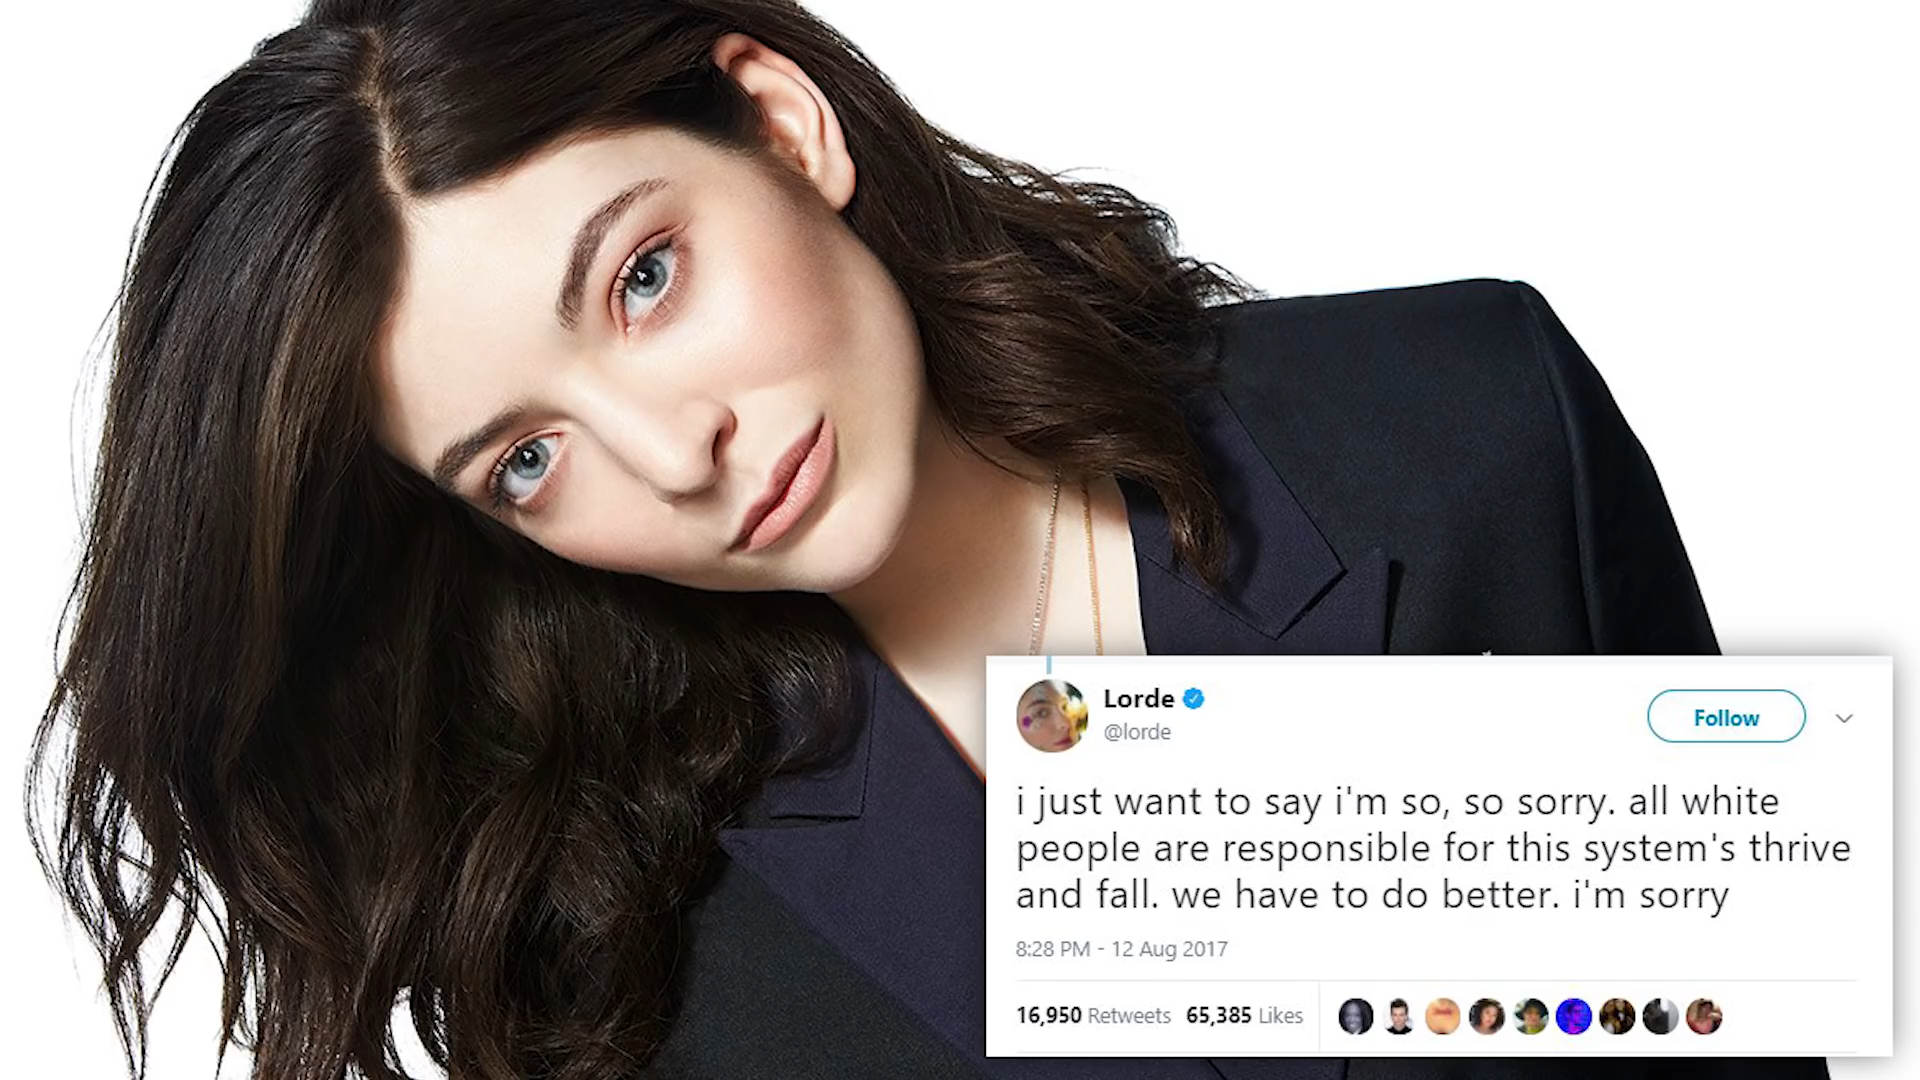 Lorde
@lorde
Follow
i just want to say i'm so, so sorry. all white
people are responsible for this system's thrive
and fall. we have to do better. i'm sorry
8:28 PM - 12 Aug 2017
16,950 Retweets 65,385 Likes